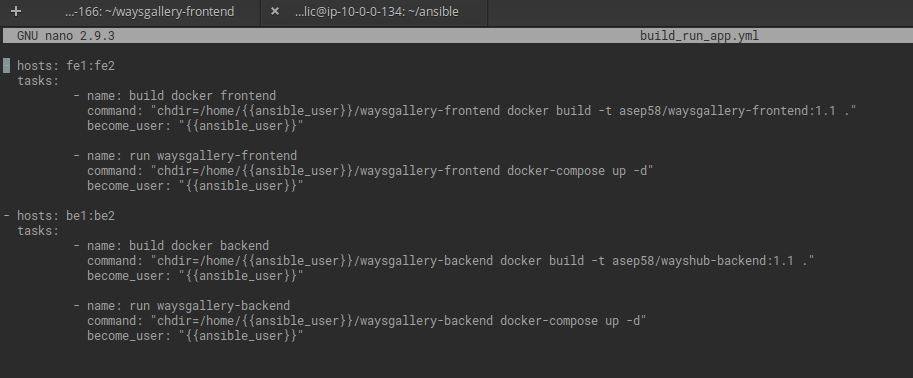 + ...-166: ~/waysgallery-frontend × ...lic@ip-10-0-0-134: ~/ansible
GNU nano 2.9.3 build_run_app.yml
- hosts: fe1:fe2
  tasks:
          - name: build docker frontend
            command: "chdir=/home/{{ansible_user}}/waysgallery-frontend docker build -t asep58/waysgallery-frontend:1.1 ."
            become_user: "{{ansible_user}}"
          - name: run waysgallery-frontend
            command: "chdir=/home/{{ansible_user}}/waysgallery-frontend docker-compose up -d"
            become_user: "{{ansible_user}}"
- hosts: be1:be2
  tasks:
          - name: build docker backend
            command: "chdir=/home/{{ansible_user}}/waysgallery-backend docker build -t asep58/wayshub-backend:1.1 ."
            become_user: "{{ansible_user}}"
          - name: run waysgallery-backend
            command: "chdir=/home/{{ansible_user}}/waysgallery-backend docker-compose up -d"
            become_user: "{{ansible_user}}"